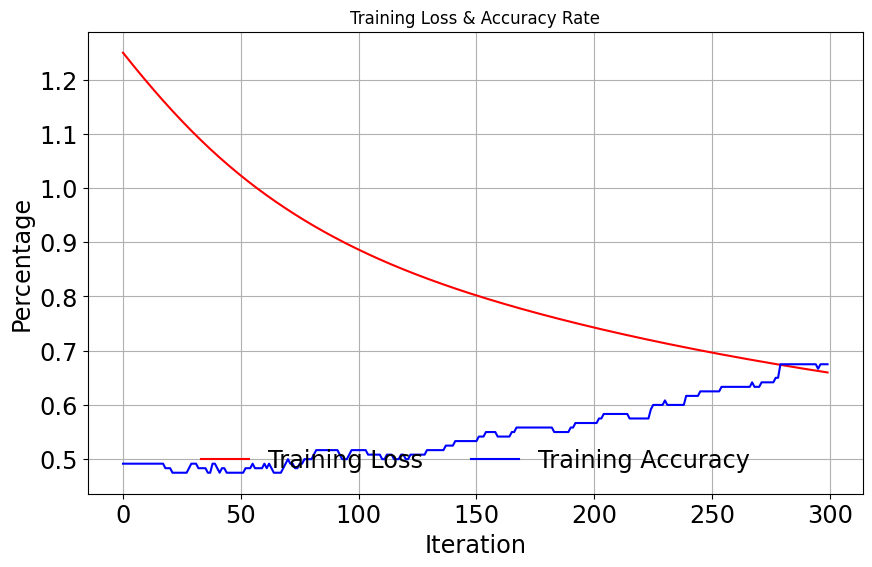 Training Loss & Accuracy Rate
Percentage
1.2
1.1
1.0
0.9
0.8
0.7
0.6
0.5
Training Loss
Training Accuracy
0 50 100 150 200 250 300
Iteration